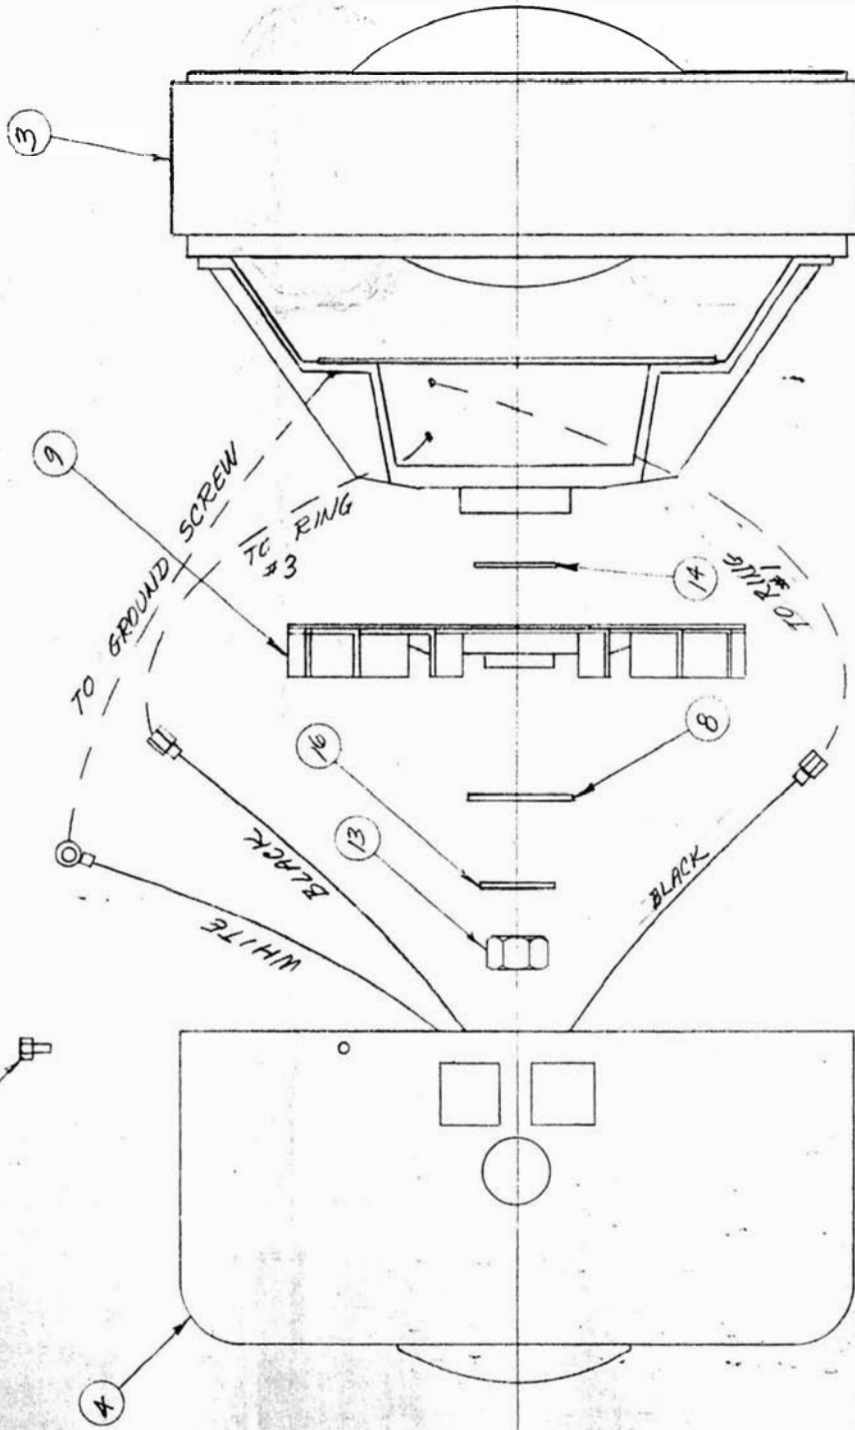 3
9
TO GROUND SCREW
TO RING
#3
14
TO RING
#1
16
8
13
BLACK
BLACK
WHITE
4